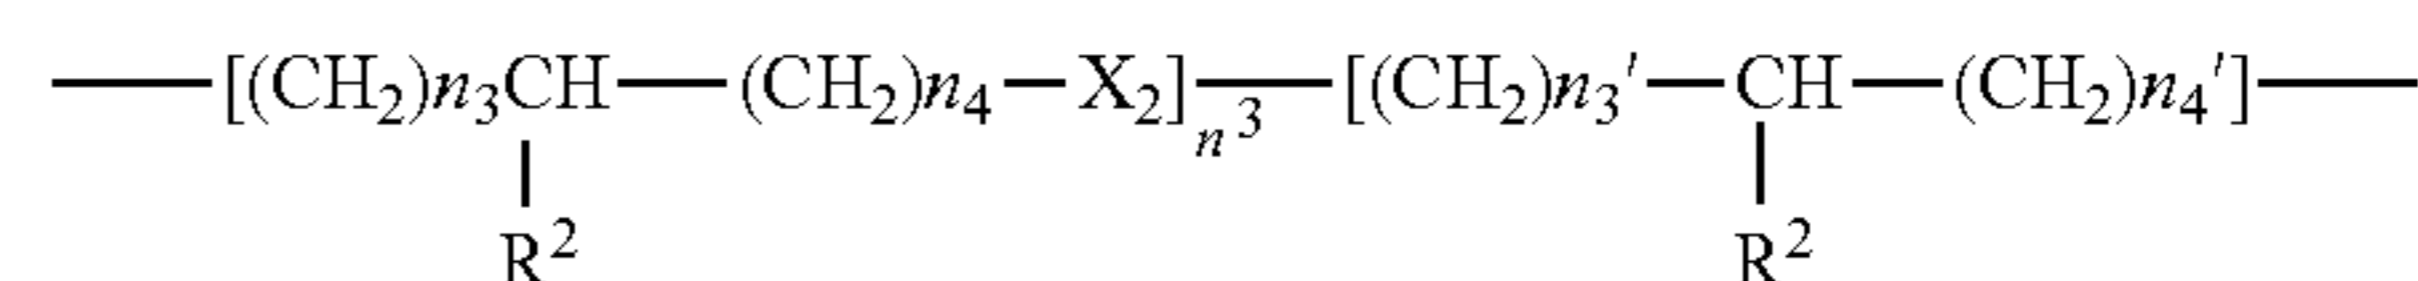 —[(CH₂)n₃CH—(CH₂)n₄—X₂]ₙ³—[(CH₂)n₃′—CH—(CH₂)n₄′]—
R² R²